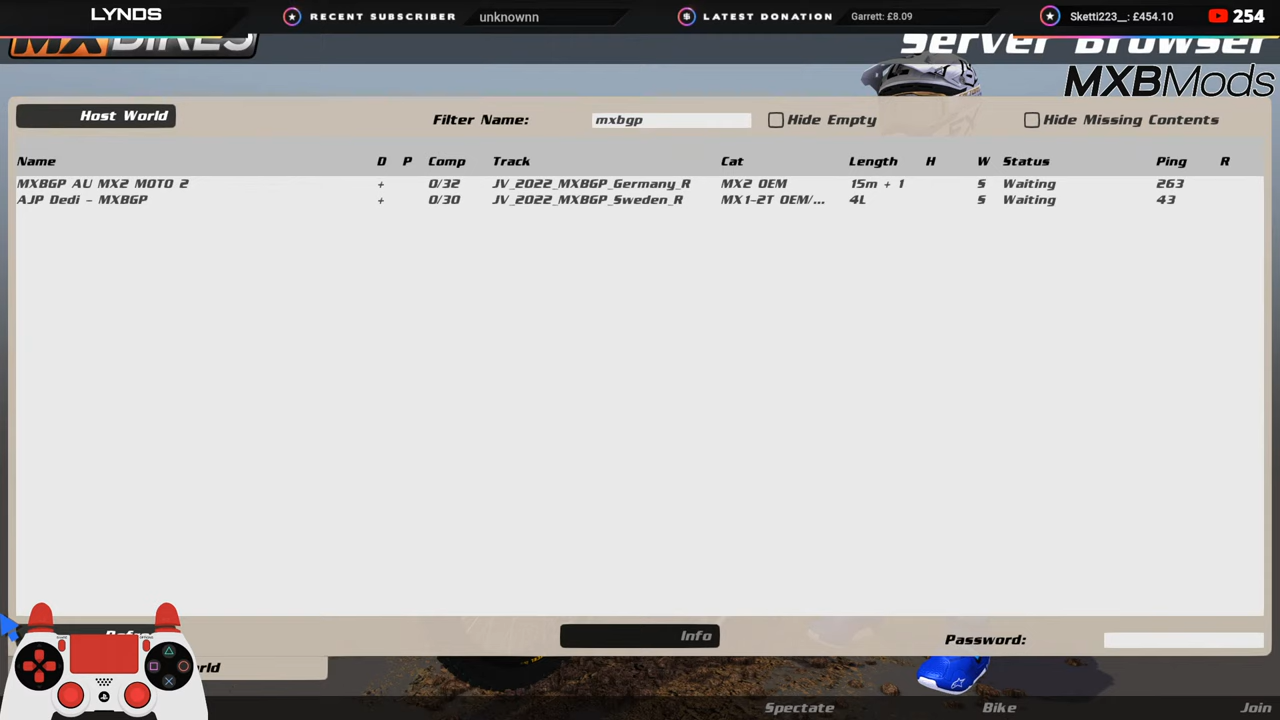 LYNDS
RECENT SUBSCRIBER unknownn
LATEST DONATION Garrett: £8.09
Sketti223__: £454.10
254
MX BIKES
Server Browser
MXBMods
Host World
Filter Name: mxbgp
Hide Empty
Hide Missing Contents
Name D P Comp Track Cat Length H W Status Ping R
MXBGP AU MX2 MOTO 2 + 0/32 JV_2022_MXBGP_Germany_R MX2 OEM 15m + 1 S Waiting 263
AJP Dedi - MXBGP + 0/30 JV_2022_MXBGP_Sweden_R MX1-2T OEM/... 4L S Waiting 43
Info
Password:
Spectate
Bike
Join